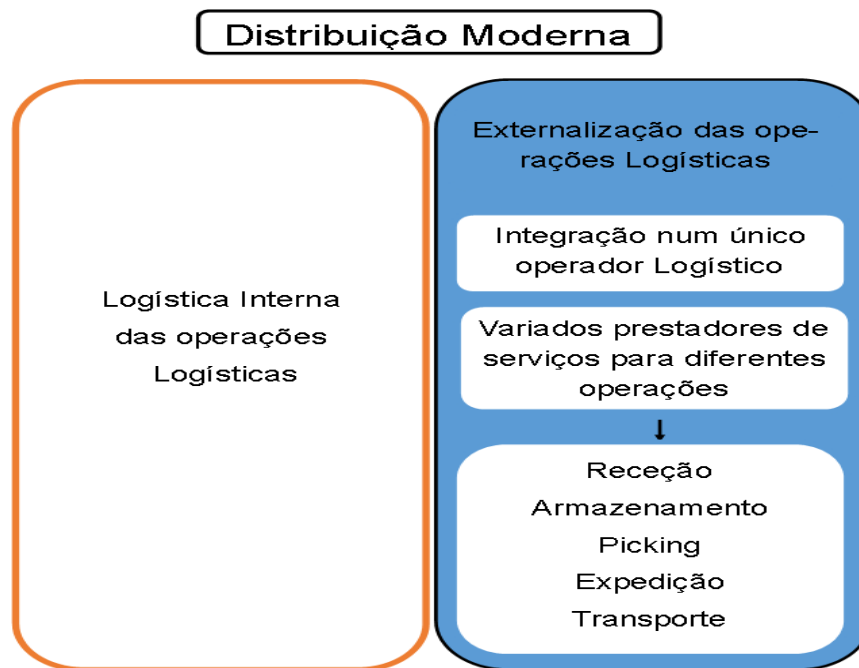 Distribuição Moderna
Logística Interna
das operações
Logísticas
Externalização das ope-
rações Logísticas
Integração num único
operador Logístico
Variados prestadores de
serviços para diferentes
operações
Receção
Armazenamento
Picking
Expedição
Transporte